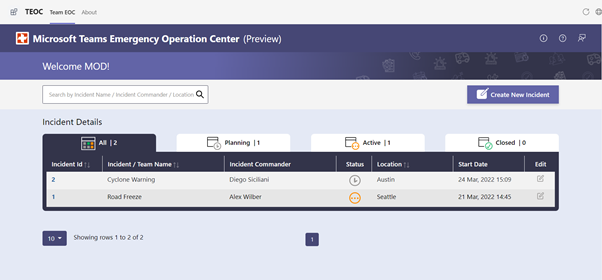 TEOC Team EOC About
Microsoft Teams Emergency Operation Center (Preview)
Welcome MOD!
Search by Incident Name / Incident Commander / Location
Create New Incident
Incident Details
All | 2 Planning | 1 Active | 1 Closed | 0
Incident Id ↑↓ Incident / Team Name ↑↓ Incident Commander Status Location ↑↓ Start Date Edit
2 Cyclone Warning Diego Siciliani Austin 24 Mar, 2022 15:09
1 Road Freeze Alex Wilber Seattle 21 Mar, 2022 14:45
10 Showing rows 1 to 2 of 2 1